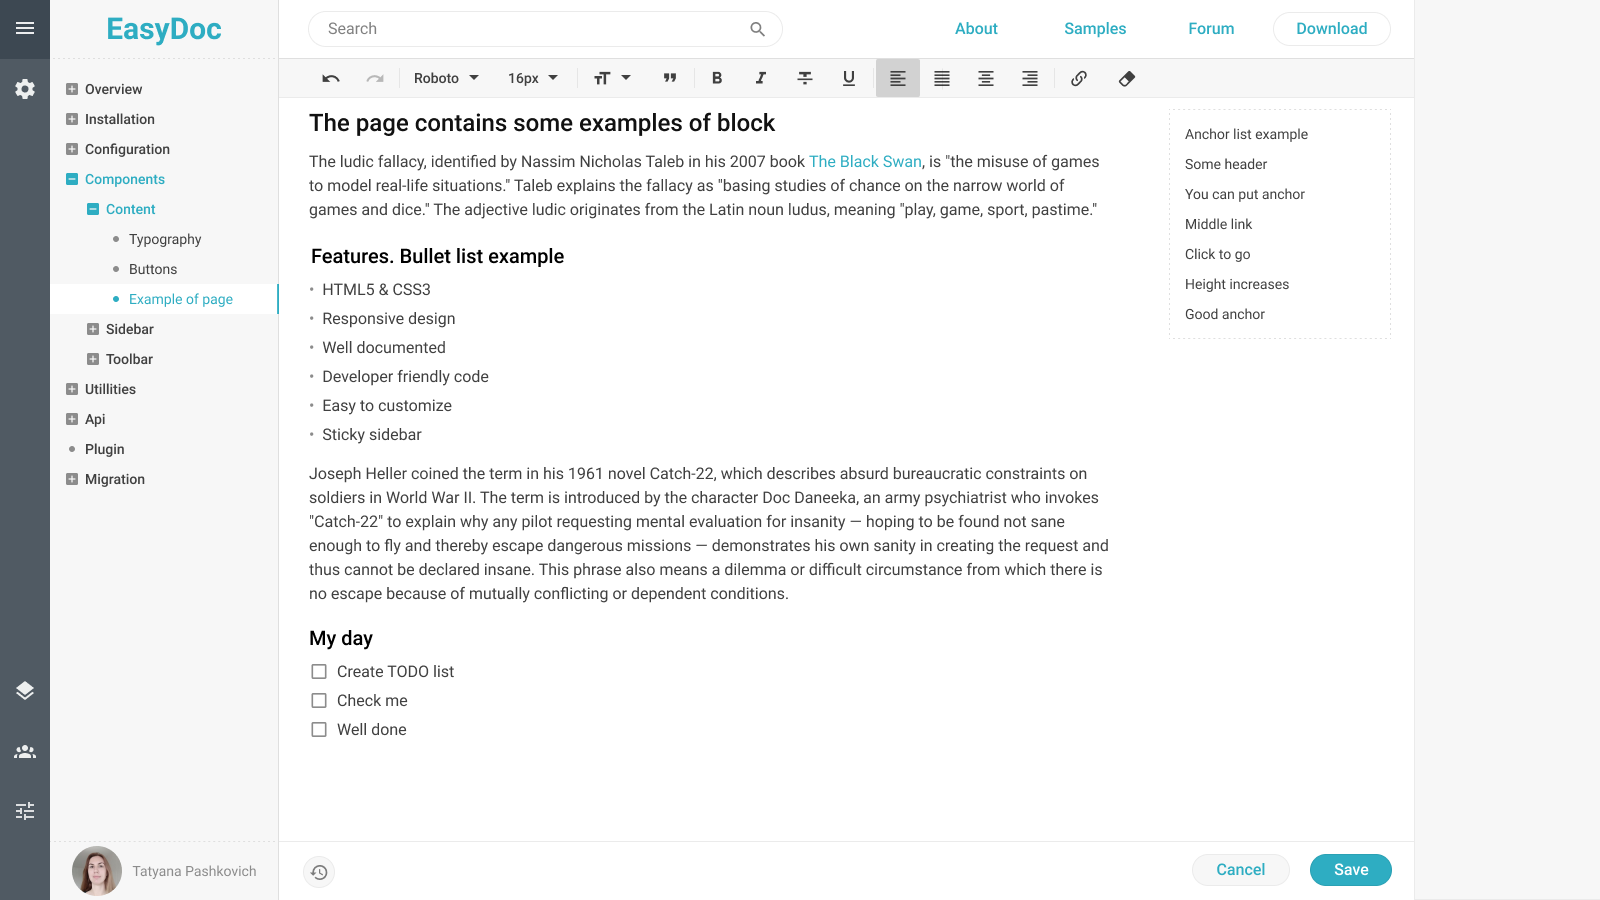 EasyDoc
Search
About
Samples
Forum
Download
Roboto
16px
Overview
Installation
Configuration
Components
Content
Typography
Buttons
Example of page
Sidebar
Toolbar
Utillities
Api
Plugin
Migration
Tatyana Pashkovich
The page contains some examples of block
The ludic fallacy, identified by Nassim Nicholas Taleb in his 2007 book The Black Swan, is "the misuse of games
to model real-life situations." Taleb explains the fallacy as "basing studies of chance on the narrow world of
games and dice." The adjective ludic originates from the Latin noun ludus, meaning "play, game, sport, pastime."
Features. Bullet list example
• HTML5 & CSS3
• Responsive design
• Well documented
• Developer friendly code
• Easy to customize
• Sticky sidebar
Joseph Heller coined the term in his 1961 novel Catch-22, which describes absurd bureaucratic constraints on
soldiers in World War II. The term is introduced by the character Doc Daneeka, an army psychiatrist who invokes
"Catch-22" to explain why any pilot requesting mental evaluation for insanity — hoping to be found not sane
enough to fly and thereby escape dangerous missions — demonstrates his own sanity in creating the request and
thus cannot be declared insane. This phrase also means a dilemma or difficult circumstance from which there is
no escape because of mutually conflicting or dependent conditions.
My day
Create TODO list
Check me
Well done
Anchor list example
Some header
You can put anchor
Middle link
Click to go
Height increases
Good anchor
Cancel
Save